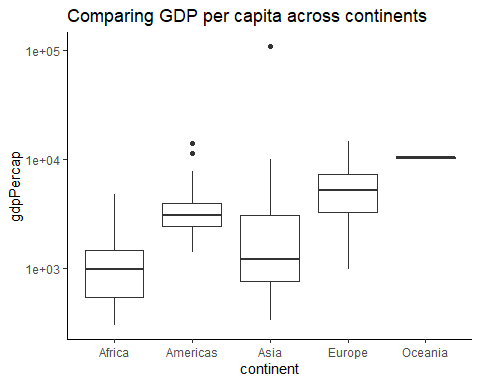 Comparing GDP per capita across continents
1e+05
1e+04
1e+03
gdpPercap
Africa Americas Asia Europe Oceania
continent